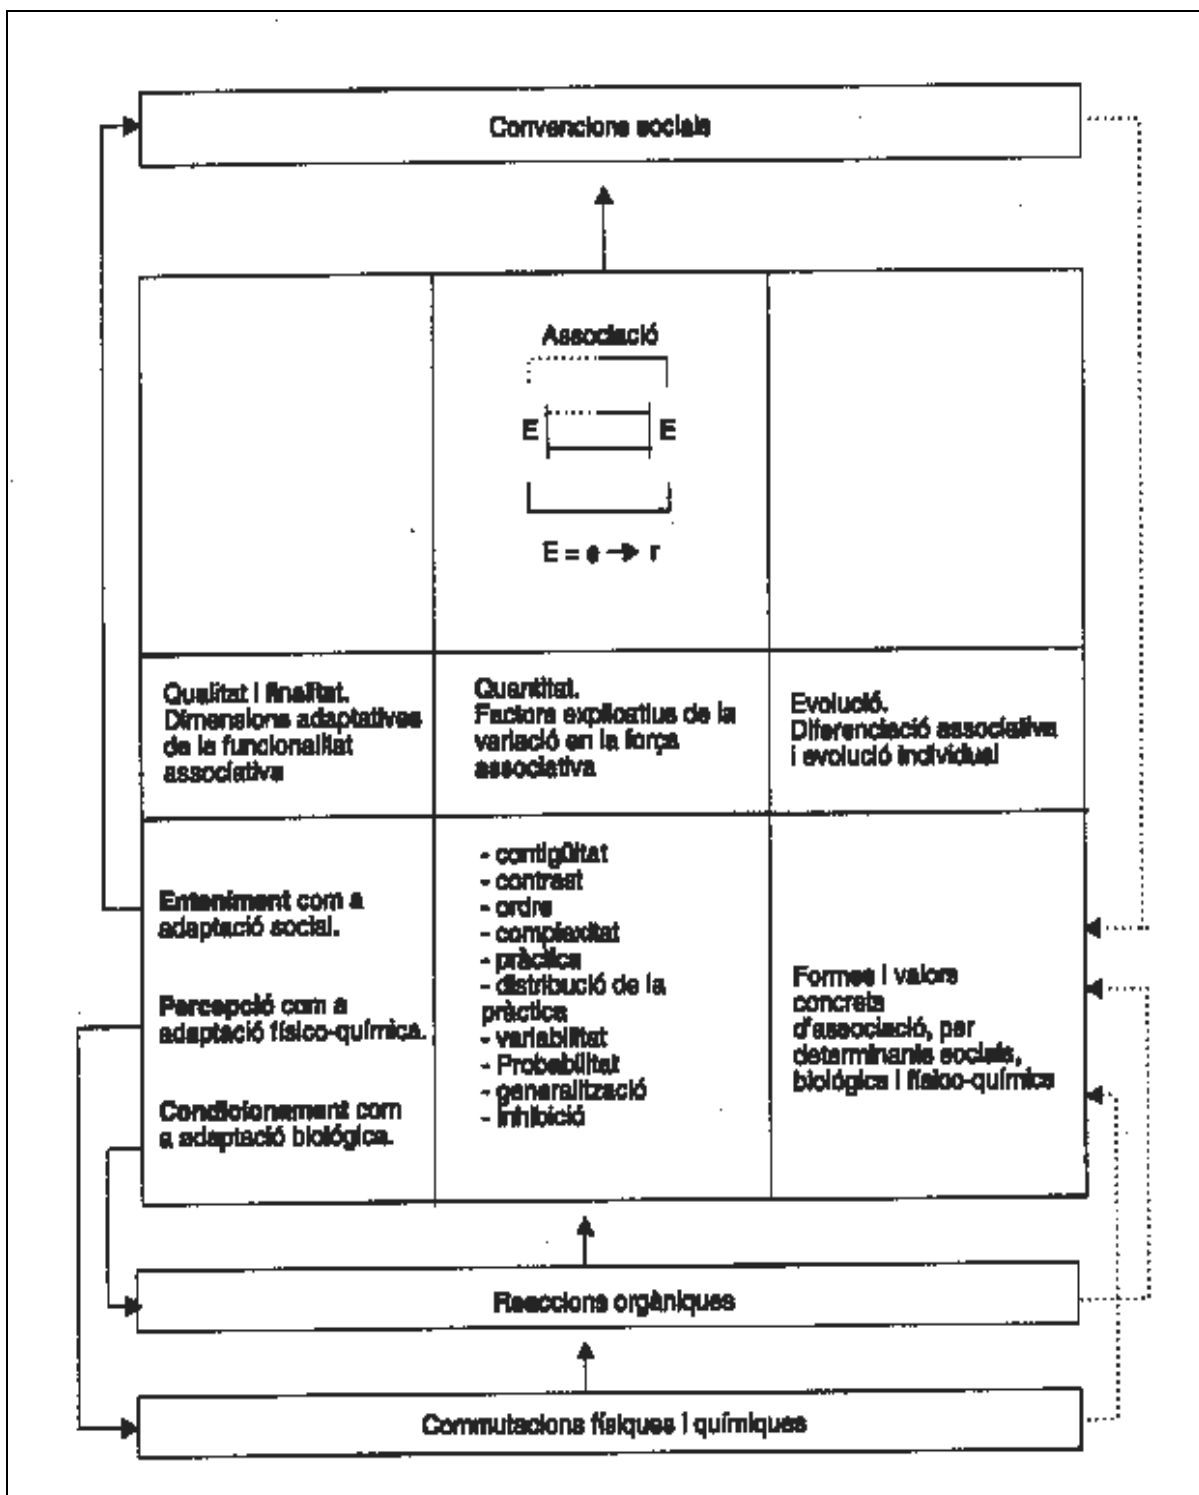 Convencions socials
Associació
E E
E = e → r
Qualitat i finalitat.
Dimensions adaptatives
de la funcionalitat
associativa
Quantitat.
Factors explicatius de la
variació en la força
associativa
Evolució.
Diferenciació associativa
i evolució individual
Enteniment com a
adaptació social.
Percepció com a
adaptació físico-química.
Condicionament com
a adaptació biológica.
- contigüitat
- contrast
- ordre
- complexitat
- pràctica
- distribució de la
pràctica
- variabilitat
- Probabilitat
- generalització
- inhibició
Formes i valors
concrets
d'associació, per
determinants socials,
biológics i físico-químics
Reaccions orgàniques
Commutacions físiques i químiques